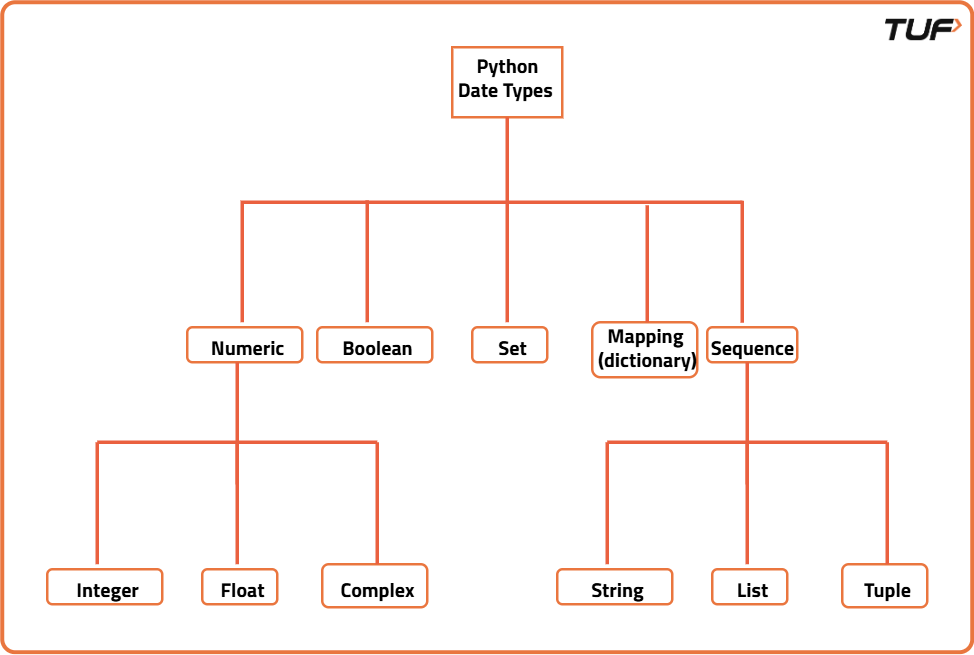 TUF
Python
Date Types
Numeric
Boolean
Set
Mapping
(dictionary)
Sequence
Integer
Float
Complex
String
List
Tuple